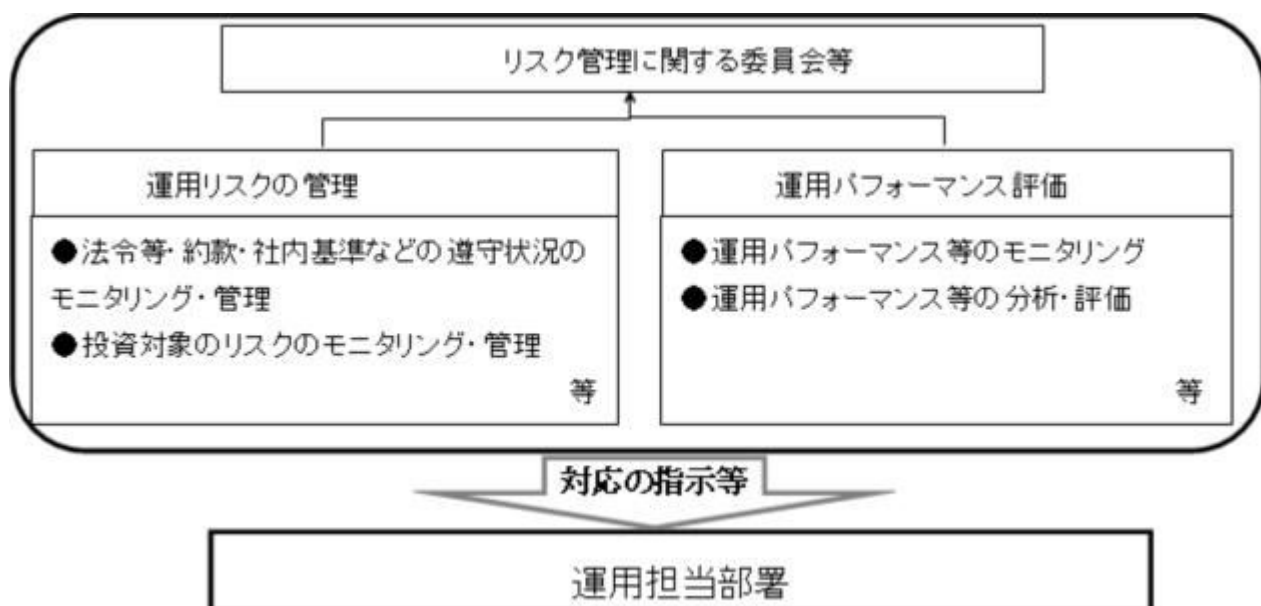 リスク管理に関する委員会等
運用リスクの管理
●法令等・約款・社内基準などの遵守状況の
モニタリング・管理
●投資対象のリスクのモニタリング・管理
等
運用パフォーマンス評価
●運用パフォーマンス等のモニタリング
●運用パフォーマンス等の分析・評価
等
対応の指示等
運用担当部署